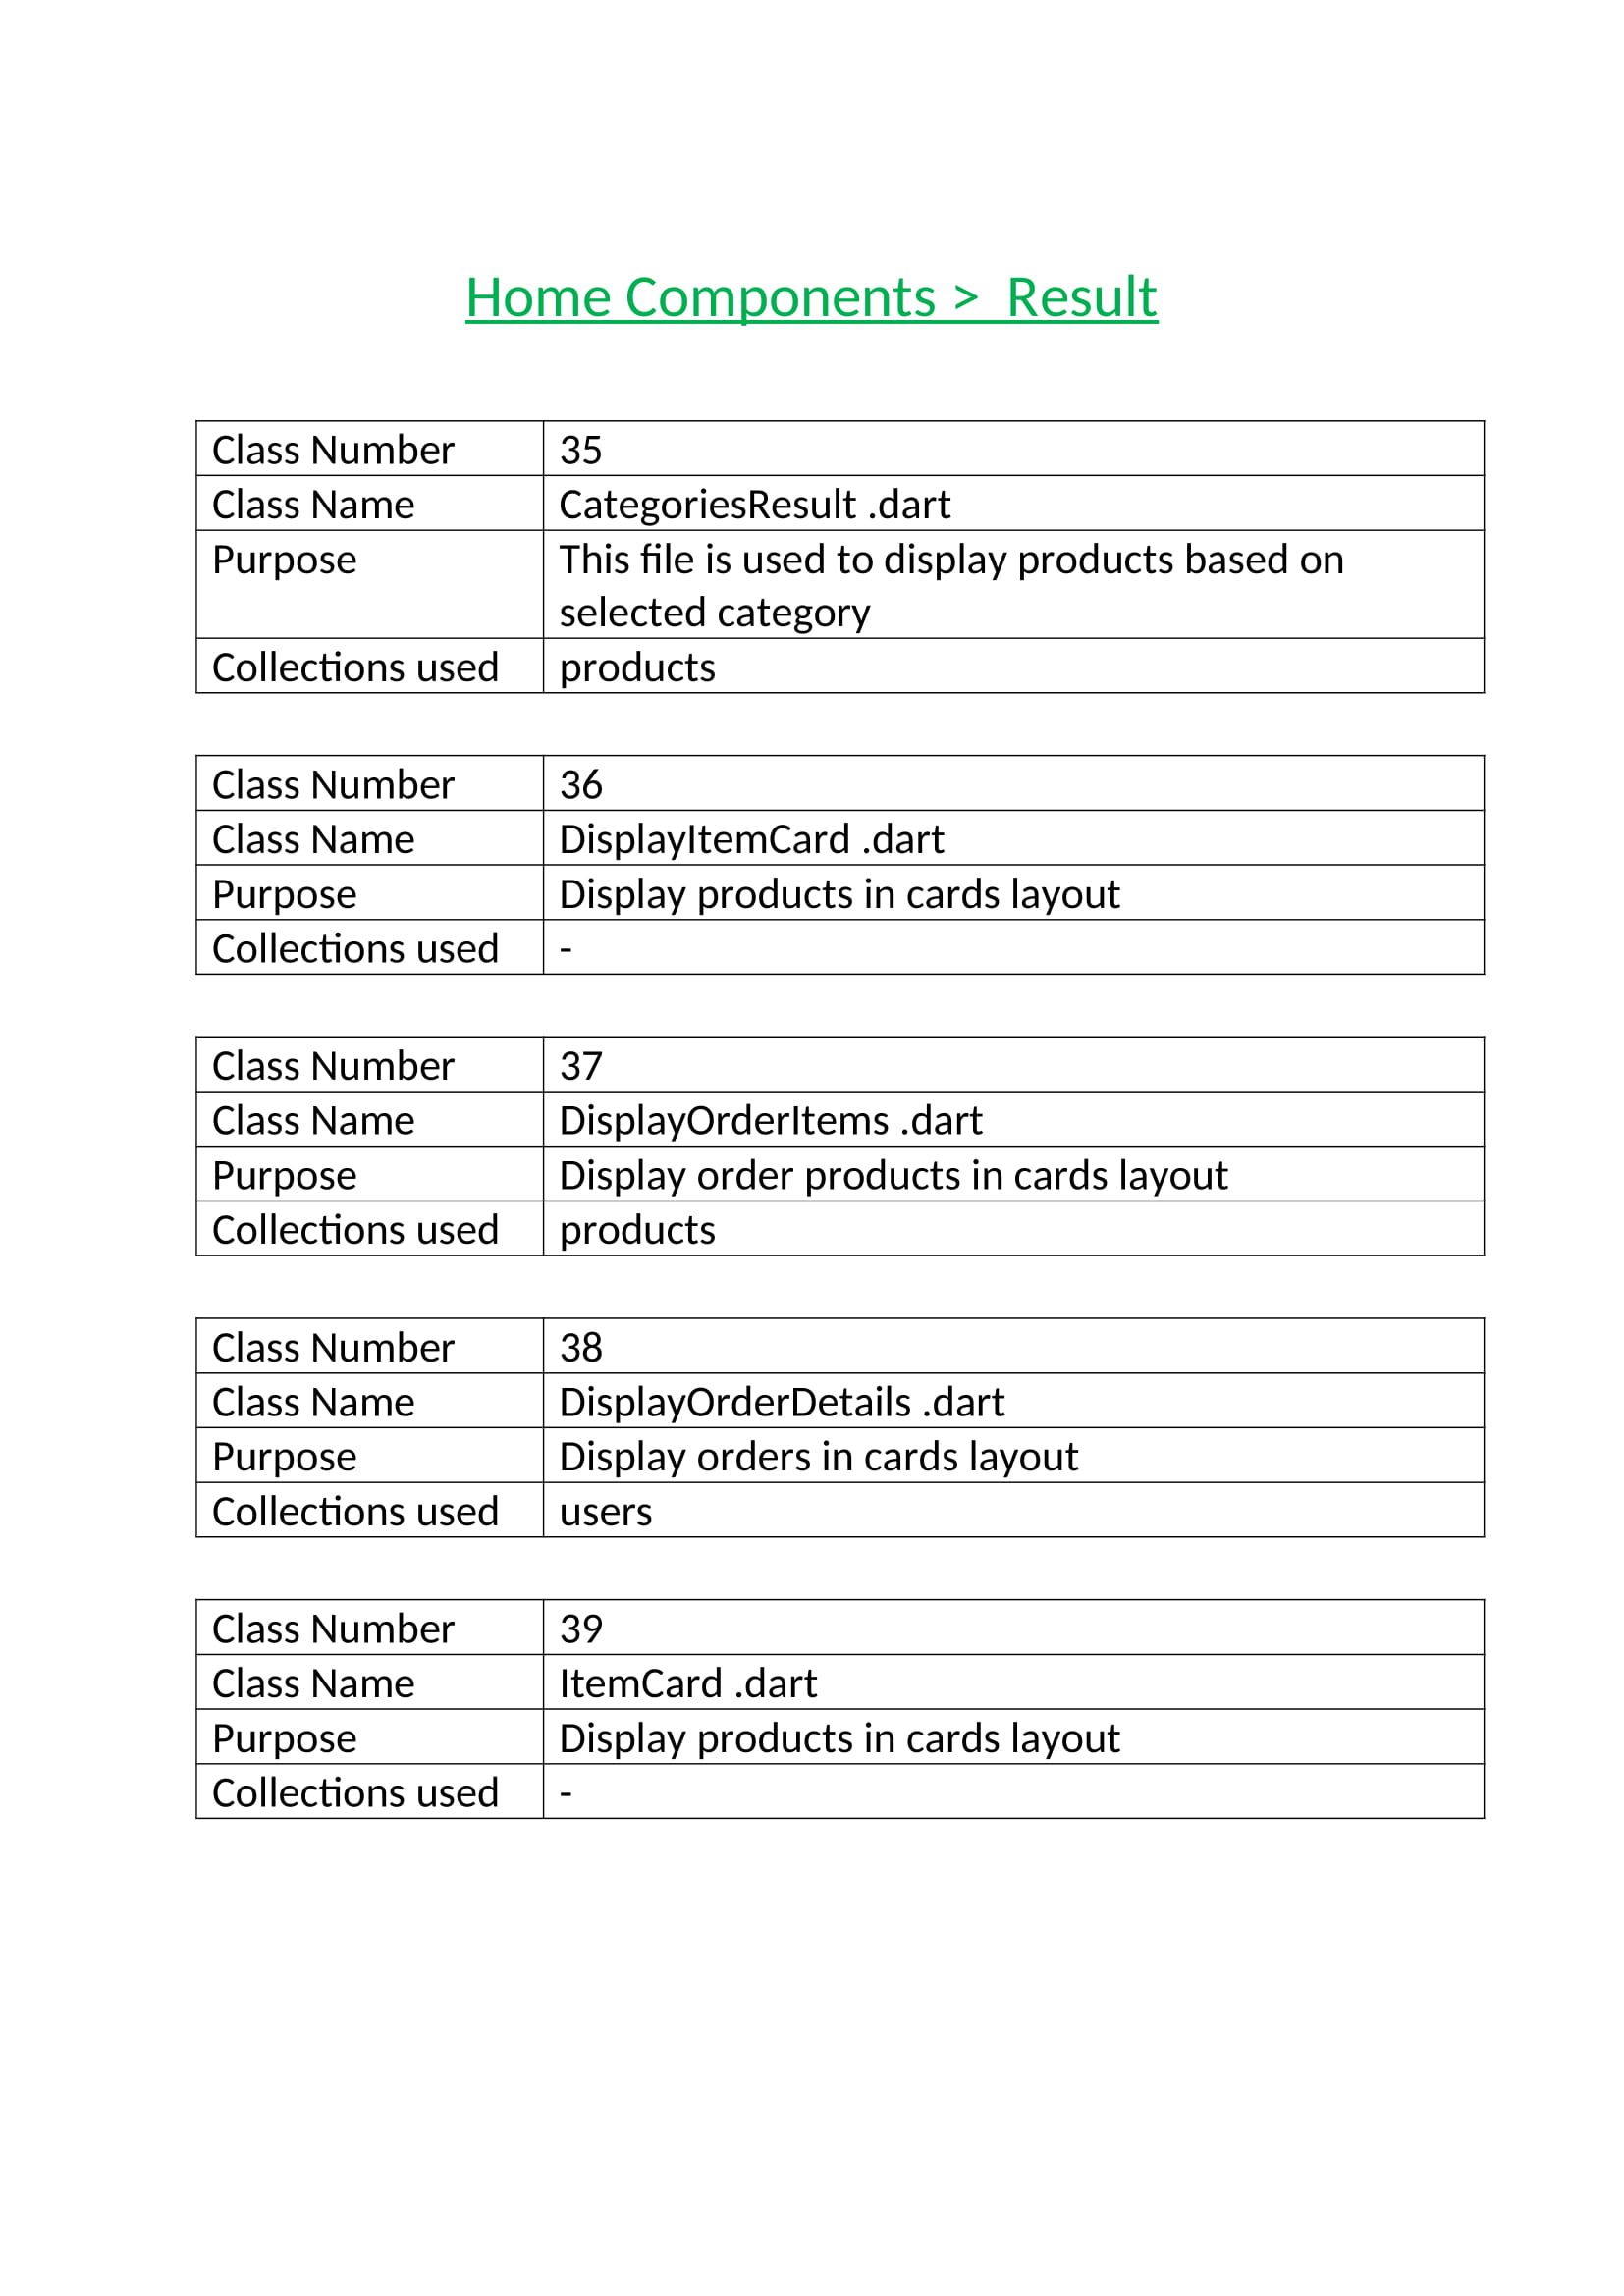 Home Components >  Result
Class Number 35
Class Name CategoriesResult .dart
Purpose This file is used to display products based on
selected category
Collections used products
Class Number 36
Class Name DisplayItemCard .dart
Purpose Display products in cards layout
Collections used -
Class Number 37
Class Name DisplayOrderItems .dart
Purpose Display order products in cards layout
Collections used products
Class Number 38
Class Name DisplayOrderDetails .dart
Purpose Display orders in cards layout
Collections used users
Class Number 39
Class Name ItemCard .dart
Purpose Display products in cards layout
Collections used -